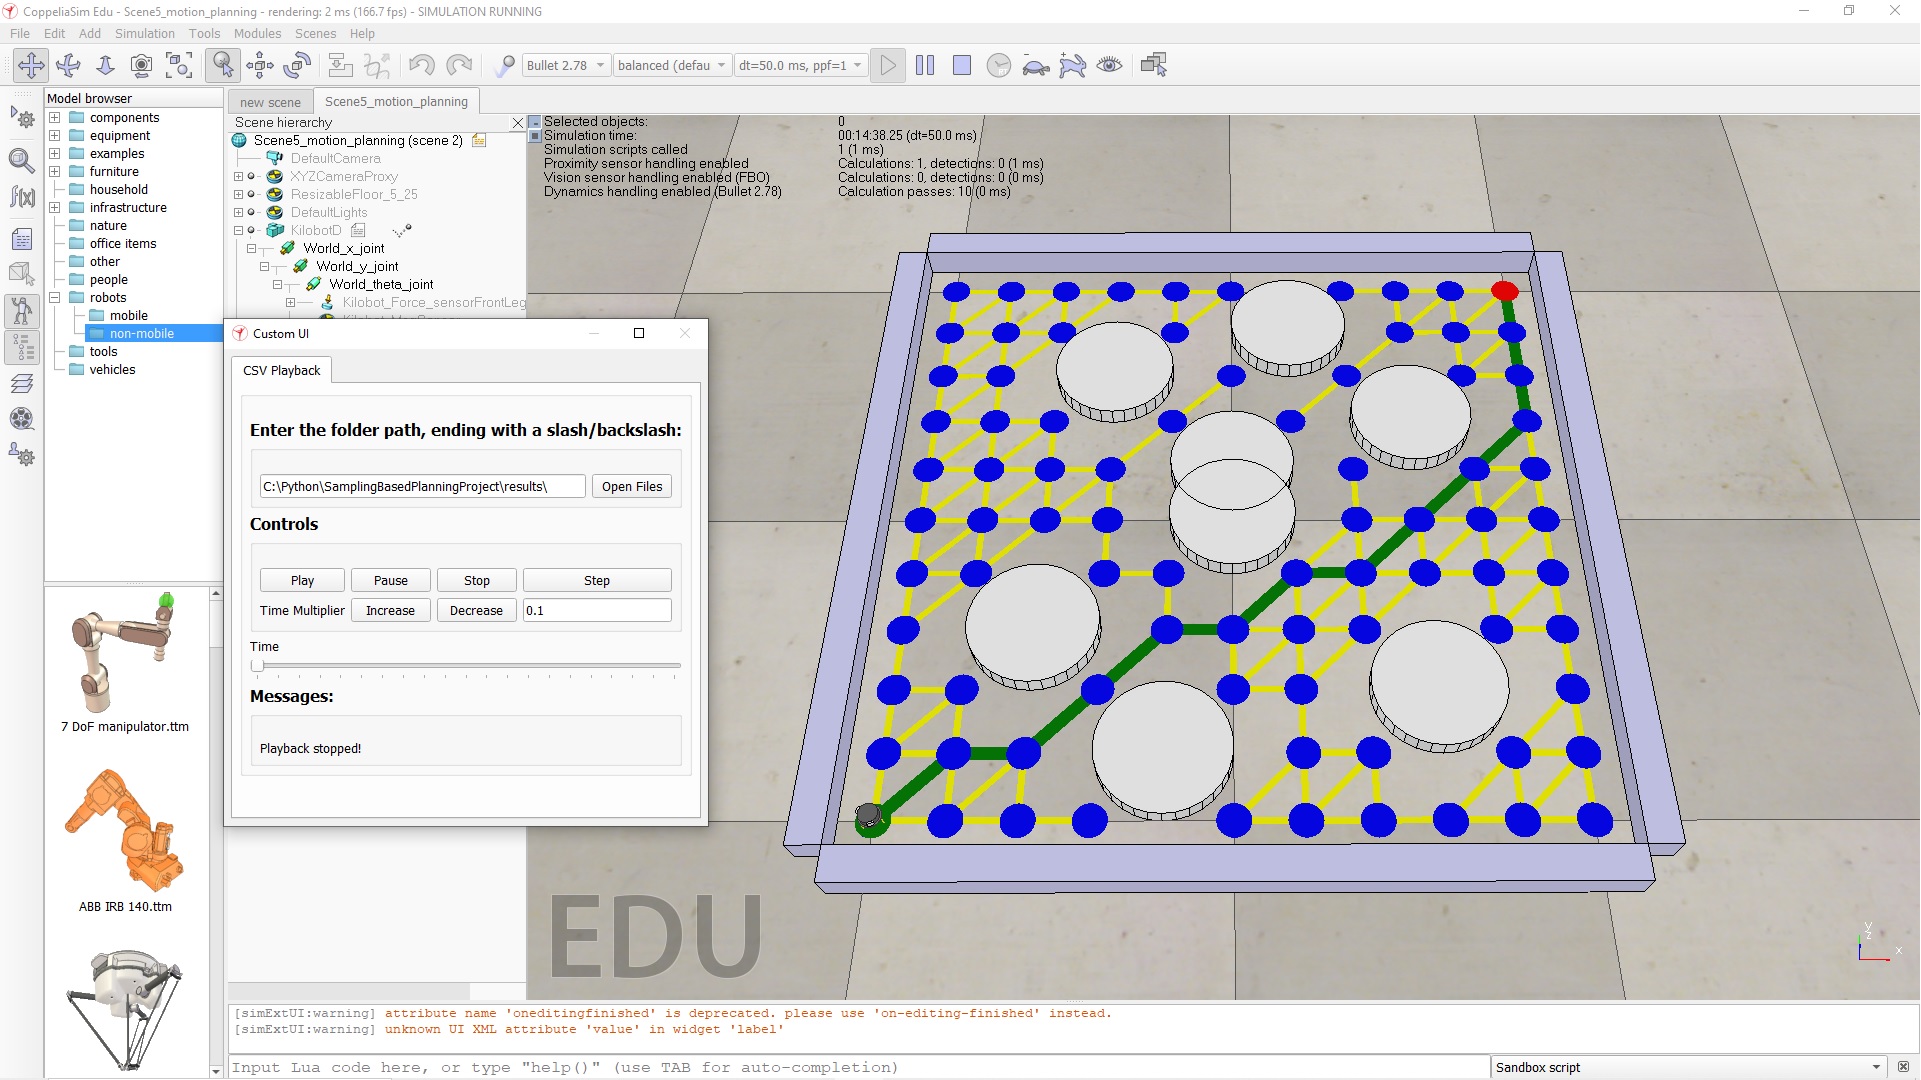 CoppeliaSim Edu - Scene5_motion_planning - rendering: 2 ms (166.7 fps) - SIMULATION RUNNING
File Edit Add Simulation Tools Modules Scenes Help
Bullet 2.78 balanced (defau dt=50.0 ms, ppf=1
Model browser
components
equipment
examples
furniture
household
infrastructure
nature
office items
other
people
robots
mobile
non-mobile
tools
vehicles
7 DoF manipulator.ttm
ABB IRB 140.ttm
new scene Scene5_motion_planning
Scene hierarchy
Scene5_motion_planning (scene 2)
DefaultCamera
XYZCameraProxy
ResizableFloor_5_25
DefaultLights
KilobotD
World_x_joint
World_y_joint
World_theta_joint
Kilobot_Force_sensorFrontLeg
Selected objects: 0
Simulation time: 00:14:38.25 (dt=50.0 ms)
Simulation scripts called 1 (1 ms)
Proximity sensor handling enabled Calculations: 1, detections: 0 (1 ms)
Vision sensor handling enabled (FBO) Calculations: 0, detections: 0 (0 ms)
Dynamics handling enabled (Bullet 2.78) Calculation passes: 10 (0 ms)
Custom UI
CSV Playback
Enter the folder path, ending with a slash/backslash:
C:\Python\SamplingBasedPlanningProject\results\ Open Files
Controls
Play Pause Stop Step
Time Multiplier Increase Decrease 0.1
Time
Messages:
Playback stopped!
EDU
y
z
x
[simExtUI:warning] attribute name 'oneditingfinished' is deprecated. please use 'on-editing-finished' instead.
[simExtUI:warning] unknown UI XML attribute 'value' in widget 'label'
Input Lua code here, or type "help()" (use TAB for auto-completion) Sandbox script